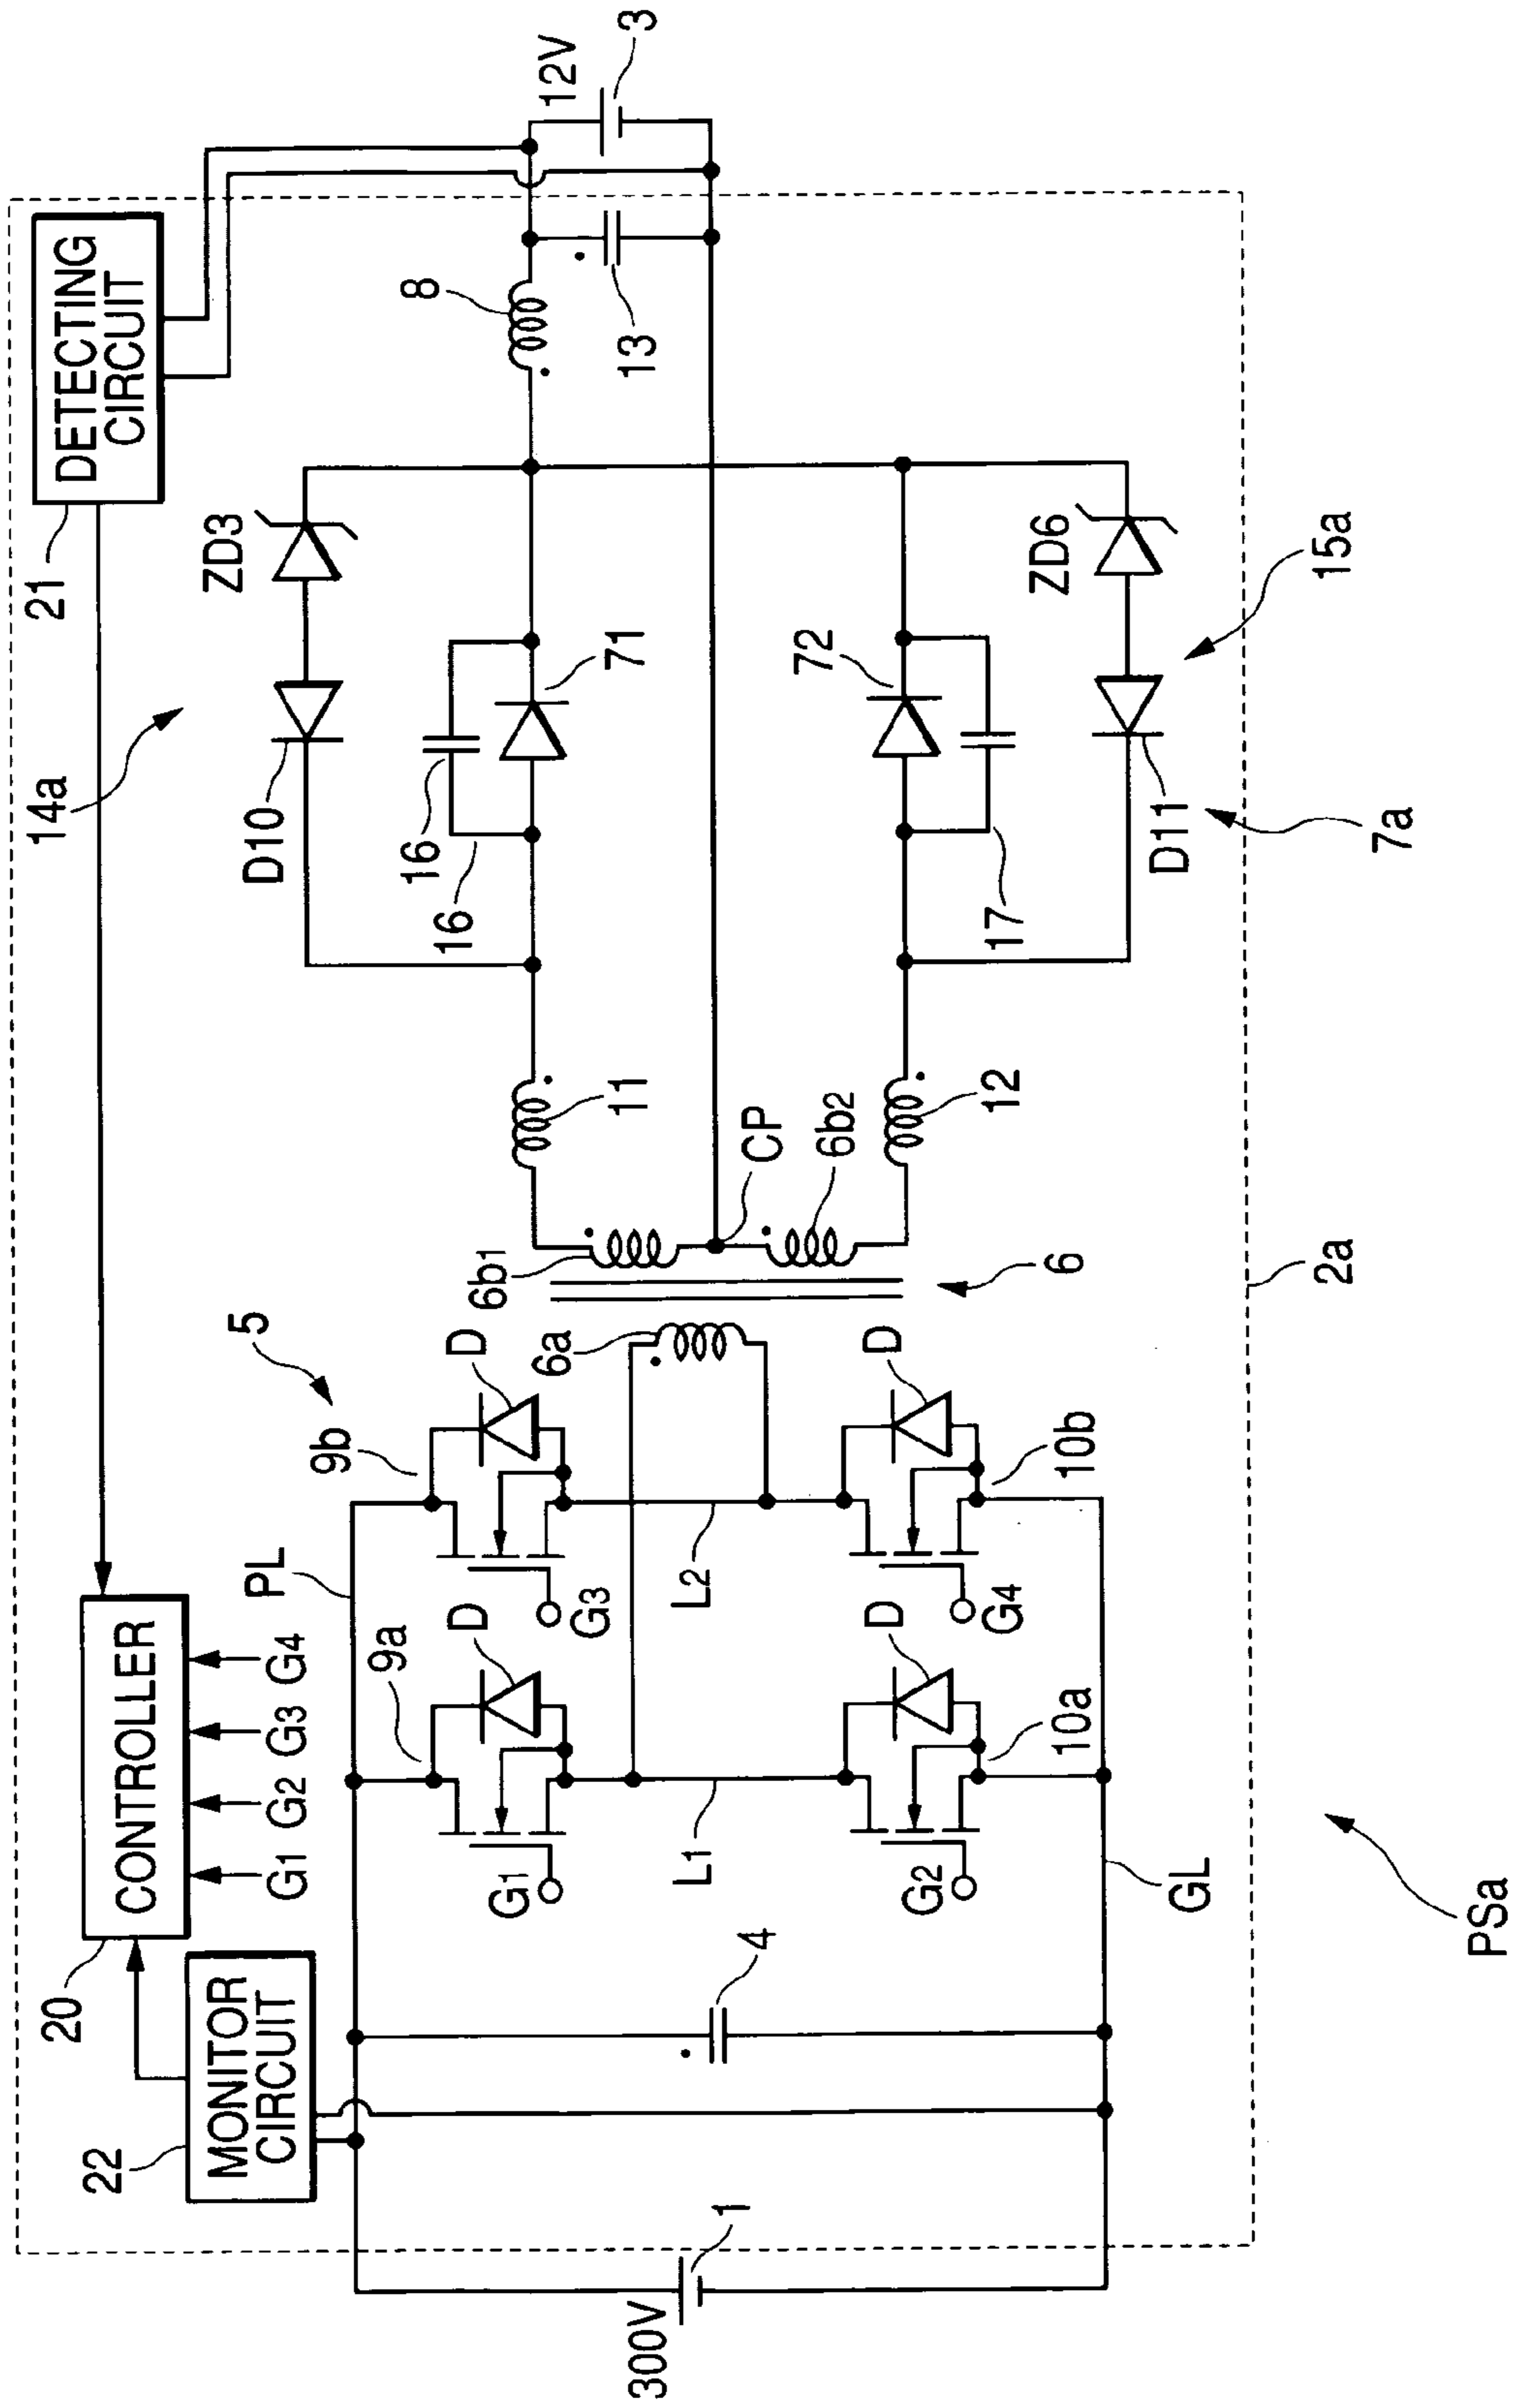 DETECTING
CIRCUIT
21
14a
ZD3
D10
16
16
71
8
13
12V
3
72
ZD6
15a
17
D11
7a
11
12
CP
6b1
6b2
6
2a
5
6a
9b
D
D
10b
PL
G3
L2
G4
9a
D
D
10a
G1
L1
G2
GL
CONTROLLER
G1
G2
G3
G4
20
MONITOR
CIRCUIT
22
4
1
300V
PSa